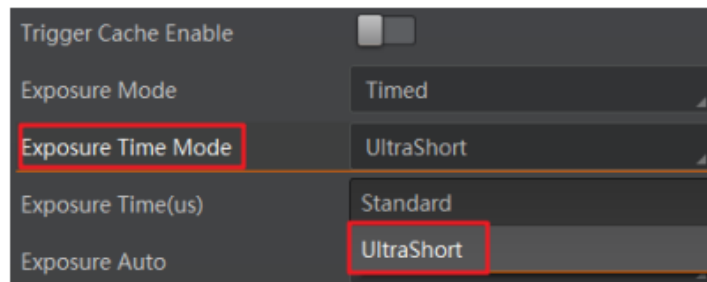 Trigger Cache Enable
Exposure Mode Timed
Exposure Time Mode UltraShort
Exposure Time(us) Standard
Exposure Auto UltraShort